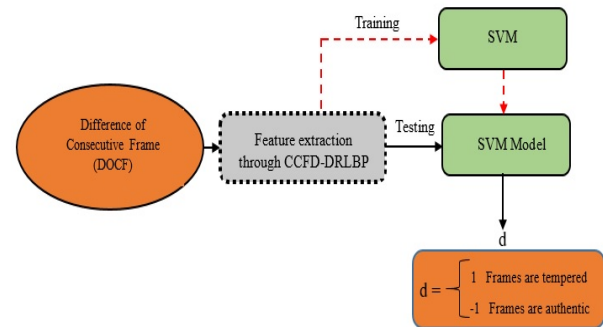 Training
SVM
Difference of
Consecutive Frame
(DOCF)
Feature extraction
through CCFD-DRLBP
Testing
SVM Model
d
d =
1 Frames are tempered
-1 Frames are authentic